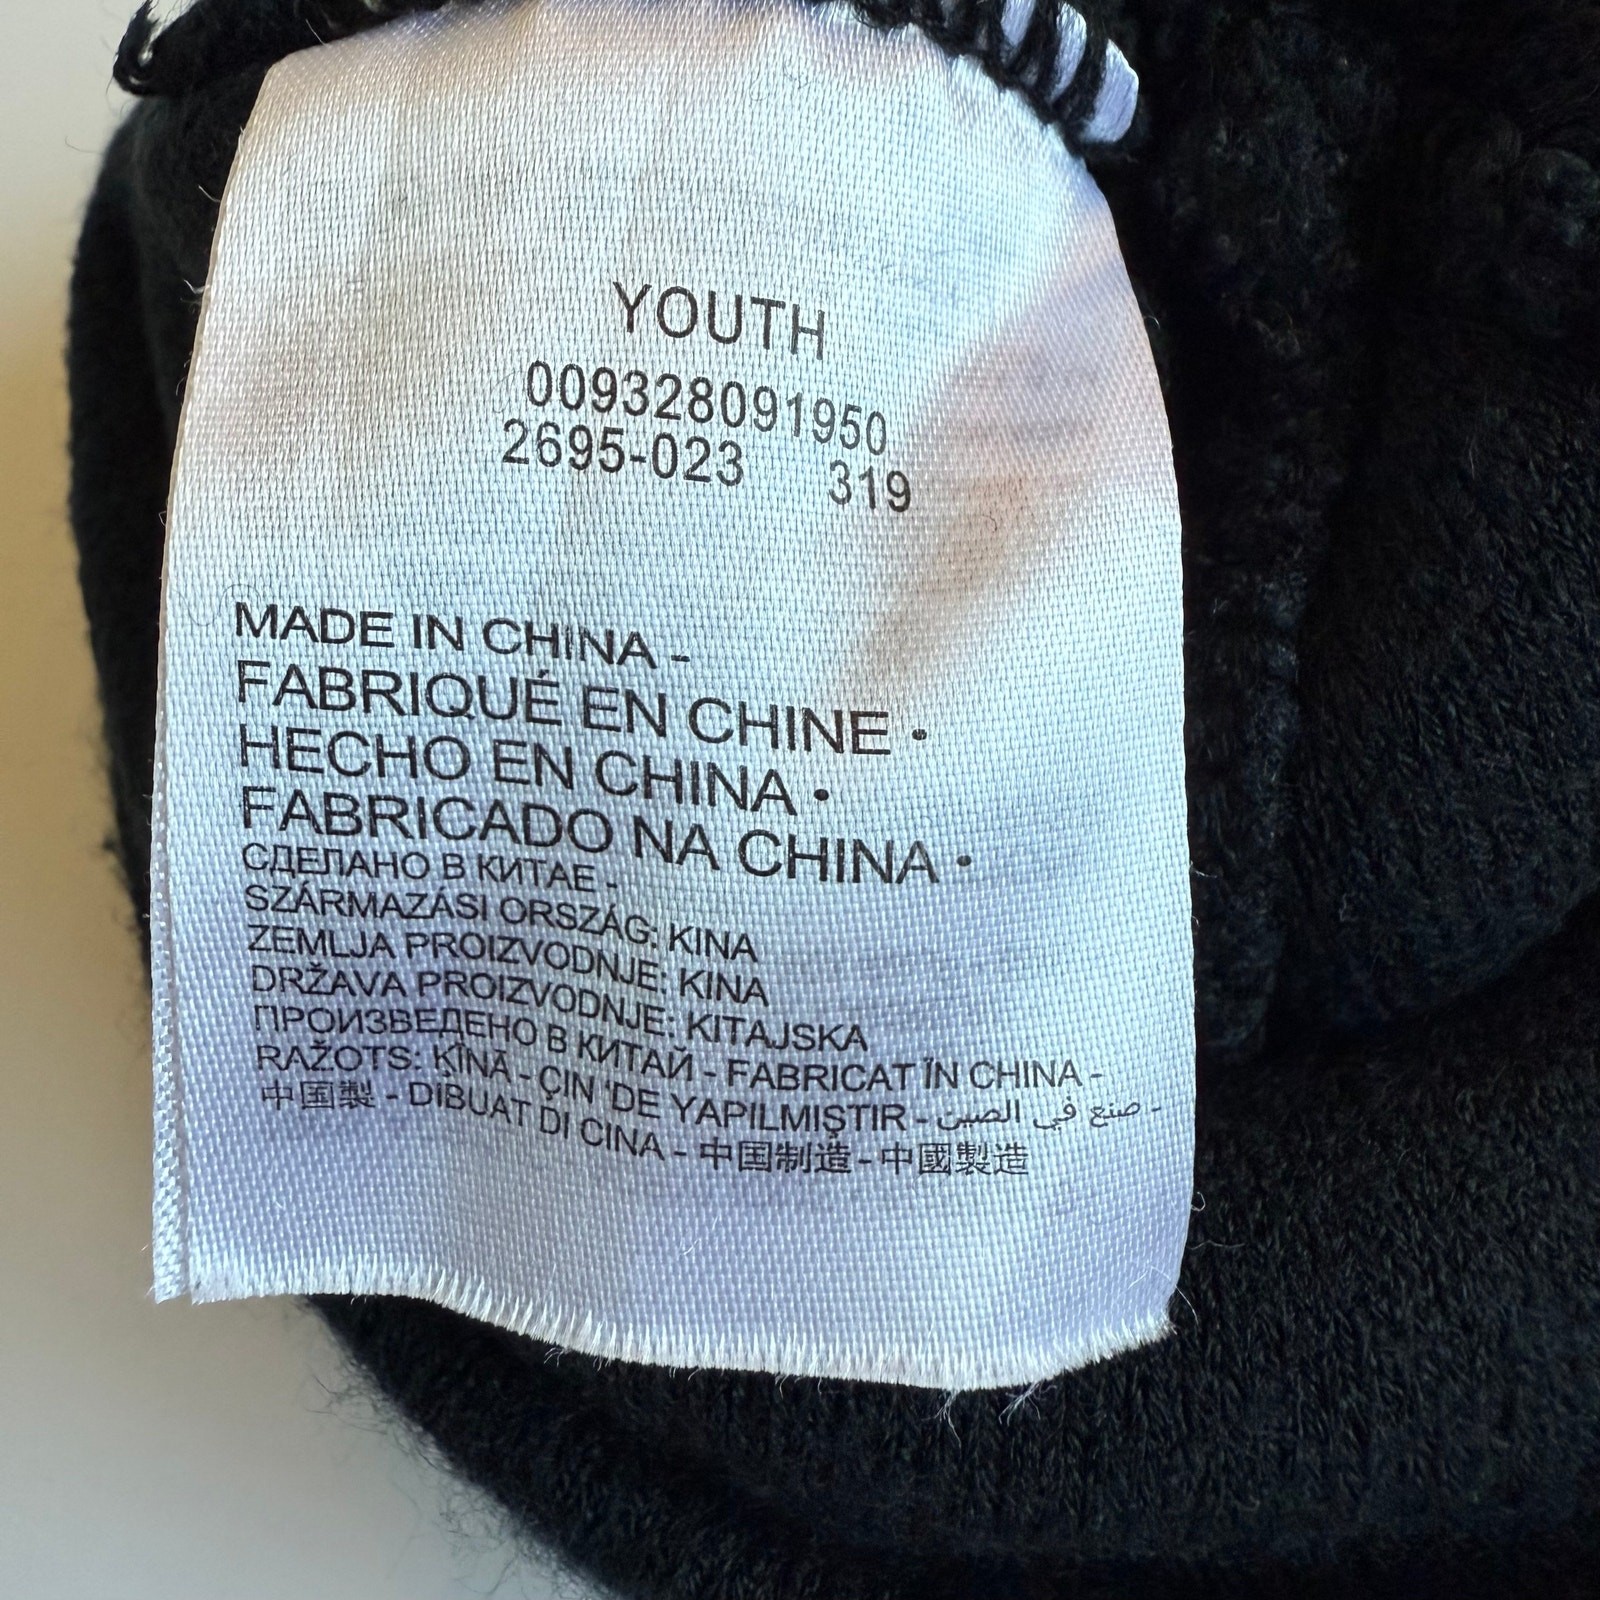 YOUTH
009328091950
2695-023 319
MADE IN CHINA -
FABRIQUÉ EN CHINE •
HECHO EN CHINA •
FABRICADO NA CHINA •
СДЕЛАНО В КИТАЕ -
SZÁRMAZÁSI ORSZÁG: KINA
ZEMLJA PROIZVODNJE: KINA
DRŽAVA PROIZVODNJE: KITAJSKA
ПРОИЗВЕДЕНО В КИТАЙ - FABRICAT ÎN CHINA -
RAŽOTS: ĶĪNĀ - ÇIN 'DE YAPILMIŞTIR - صنع في الصين -
中国製 - DIBUAT DI CINA - 中国制造 - 中國製造